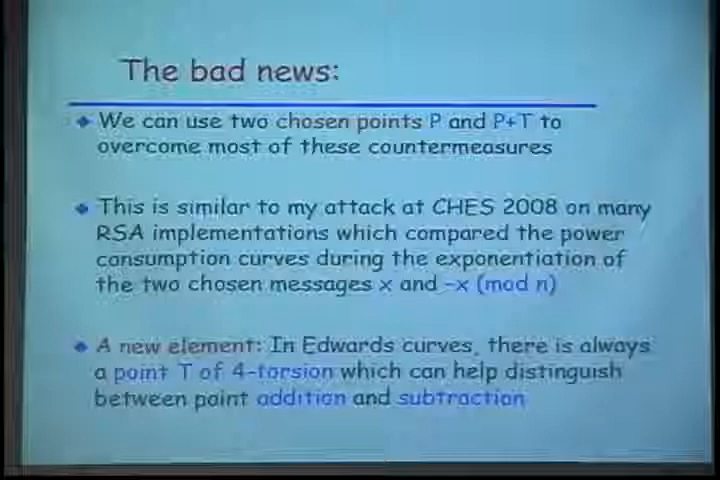 The bad news:
We can use two chosen points P and P+T to
overcome most of these countermeasures
This is similar to my attack at CHES 2008 on many
RSA implementations which compared the power
consumption curves during the exponentiation of
the two chosen messages x and -x (mod n)
A new element: In Edwards curves, there is always
a point T of 4-torsion which can help distinguish
between point addition and subtraction